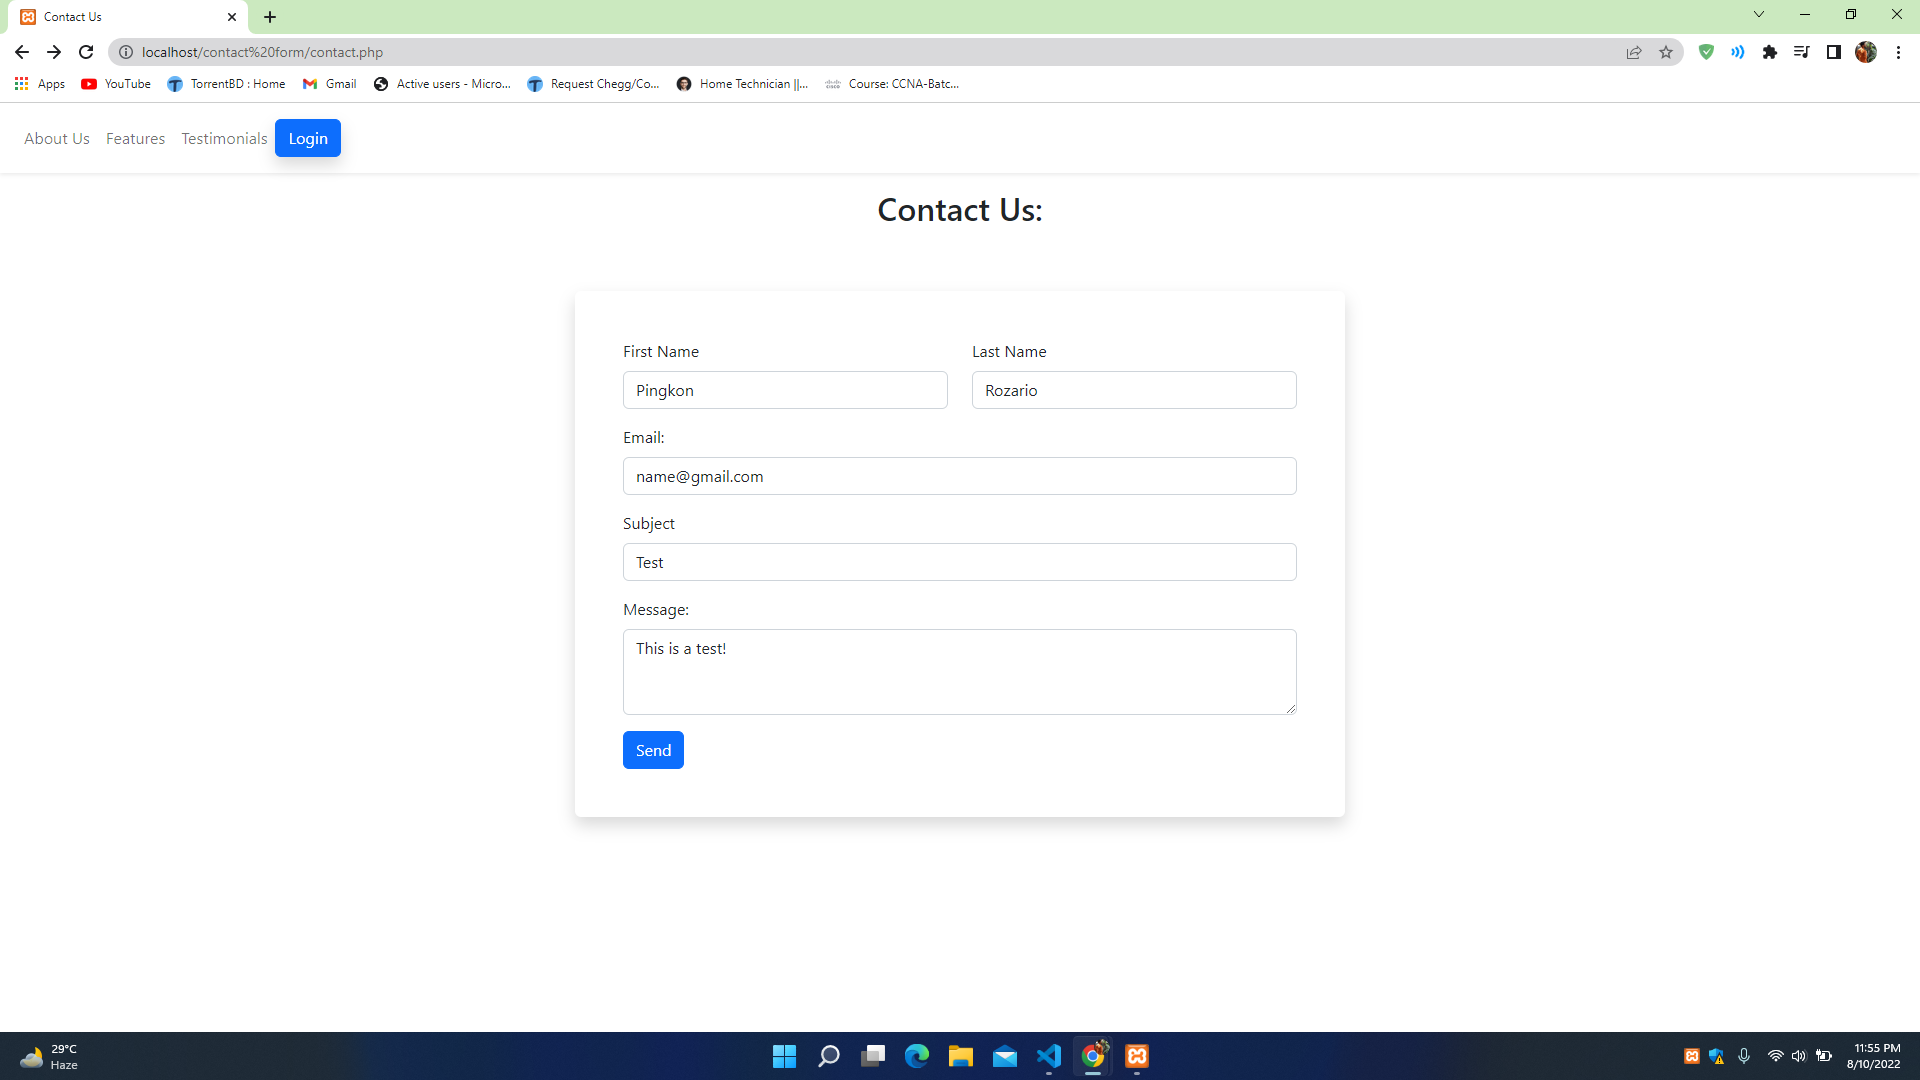 Contact Us
localhost/contact%20form/contact.php
Apps YouTube TorrentBD : Home Gmail Active users - Micro... Request Chegg/Co... Home Technician ||... Course: CCNA-Batc...
About Us Features Testimonials Login
Contact Us:
First Name Last Name
Pingkon Rozario
Email:
name@gmail.com
Subject
Test
Message:
This is a test!
Send
29°C
Haze
11:55 PM
8/10/2022